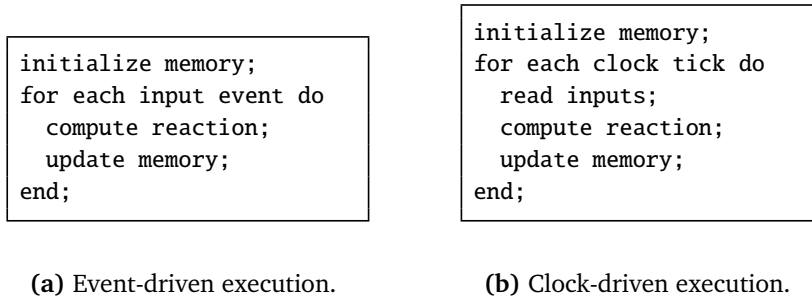 initialize memory;
for each input event do
compute reaction;
update memory;
end;
(a) Event-driven execution.
initialize memory;
for each clock tick do
read inputs;
compute reaction;
update memory;
end;
(b) Clock-driven execution.